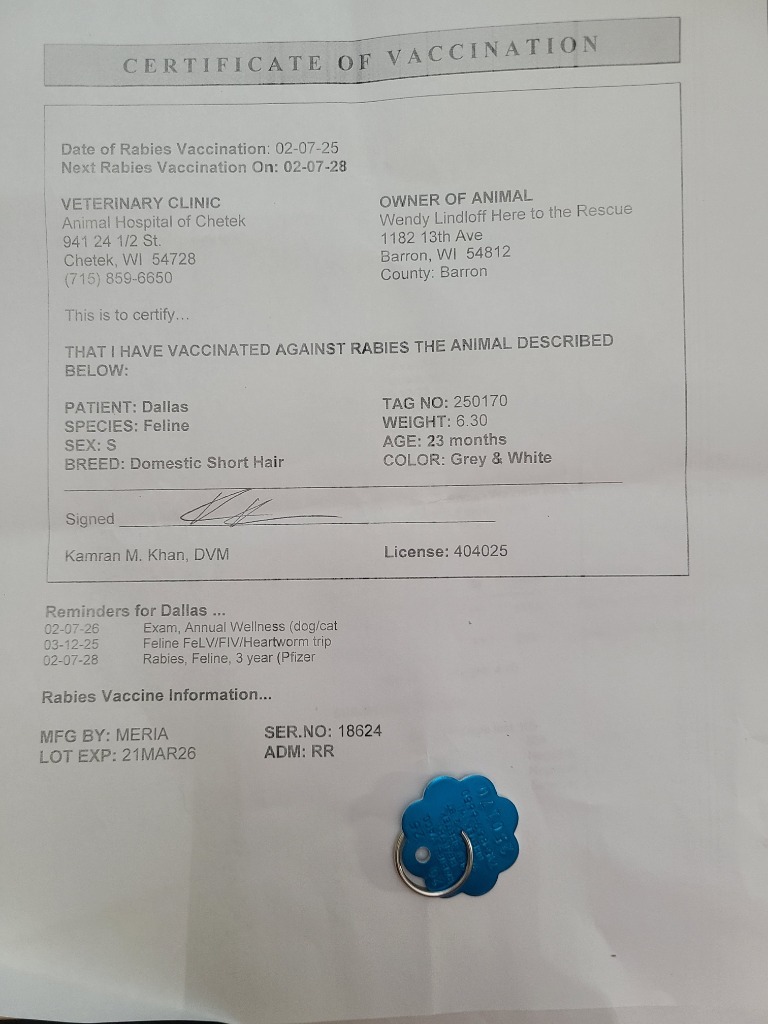 CERTIFICATE OF VACCINATION
Date of Rabies Vaccination: 02-07-25
Next Rabies Vaccination On: 02-07-28
VETERINARY CLINIC
Animal Hospital of Chetek
941 24 1/2 St.
Chetek, WI 54728
(715) 859-6650
OWNER OF ANIMAL
Wendy Lindloff Here to the Rescue
1182 13th Ave
Barron, WI 54812
County: Barron
This is to certify...
THAT I HAVE VACCINATED AGAINST RABIES THE ANIMAL DESCRIBED
BELOW:
PATIENT: Dallas
SPECIES: Feline
SEX: S
BREED: Domestic Short Hair
TAG NO: 250170
WEIGHT: 6.30
AGE: 23 months
COLOR: Grey & White
Signed
Kamran M. Khan, DVM
License: 404025
Reminders for Dallas ...
02-07-26 Exam, Annual Wellness (dog/cat
03-12-25 Feline FeLV/FIV/Heartworm trip
02-07-28 Rabies, Feline, 3 year (Pfizer
Rabies Vaccine Information...
MFG BY: MERIA SER.NO: 18624
LOT EXP: 21MAR26 ADM: RR